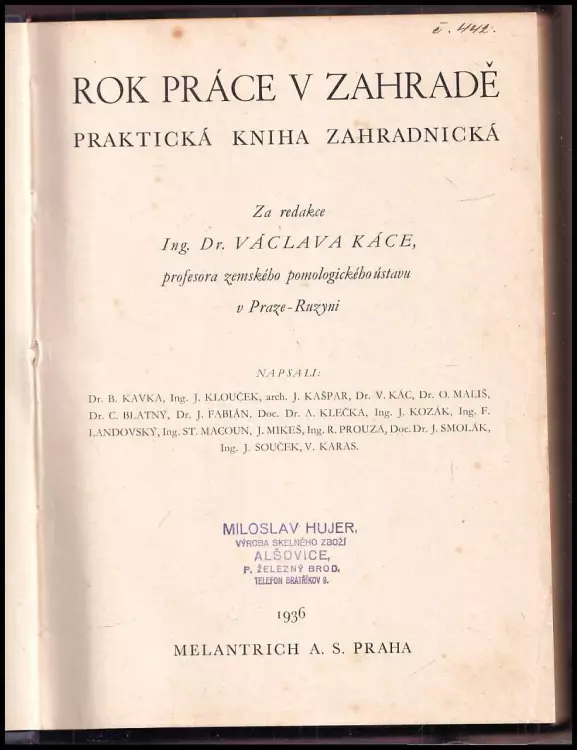 č. 442.
ROK PRÁCE V ZAHRADĚ
PRAKTICKÁ KNIHA ZAHRADNICKÁ
Za redakce
Ing. Dr. VÁCLAVA KÁCE,
profesora zemského pomologického ústavu
v Praze-Ruzyni
NAPSALI:
Dr. B. KAVKA, Ing. J. KLOUČEK, arch. J. KAŠPAR, Dr. V. KÁC, Dr. O. MALIŠ,
Dr. C. BLATNÝ, Dr. J. FABIÁN, Doc. Dr. A. KLEČKA, Ing. J. KOZÁK, Ing. F.
LANDOVSKÝ, Ing. ST. MACOUN, J. MIKEŠ, Ing. R. PROUZA, Doc. Dr. J. SMOLÁK,
Ing. J. SOUČEK, V. KARAS.
MILOSLAV HUJER,
VÝROBA SKELNÉHO ZBOŽÍ
ALŠOVICE,
P. ŽELEZNÝ BROD.
TELEFON BRATŘÍKOV 8.
1936
MELANTRICH A. S. PRAHA